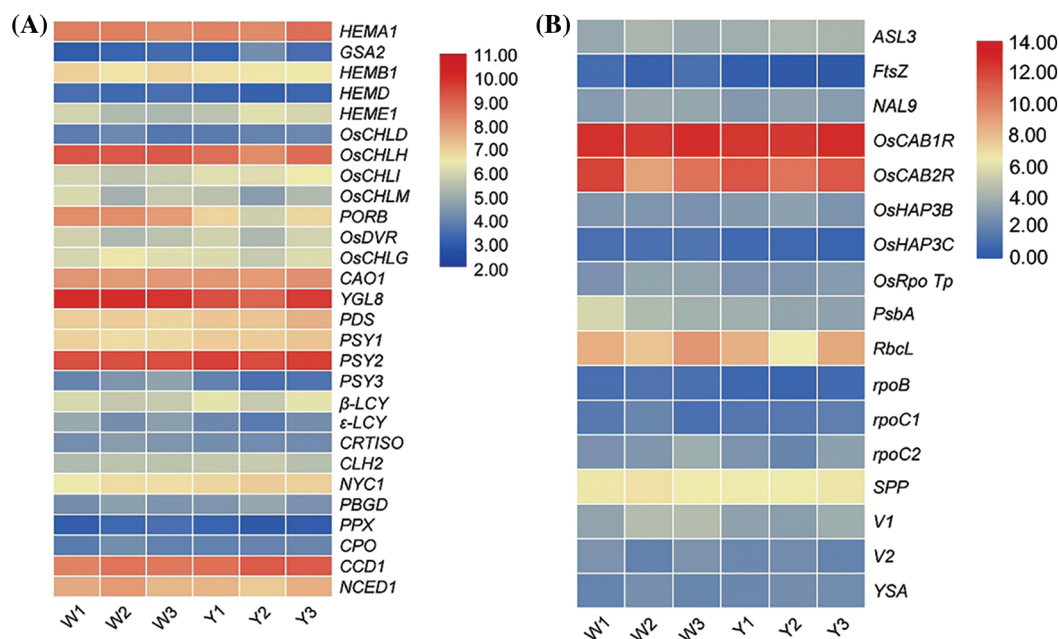 (A)
HEMA1
GSA2
HEMB1
HEMD
HEME1
OsCHLD
OsCHLH
OsCHLI
OsCHLM
PORB
OsDVR
OsCHLG
CAO1
YGL8
PDS
PSY1
PSY2
PSY3
β-LCY
ε-LCY
CRTISO
CLH2
NYC1
PBGD
PPX
CPO
CCD1
NCED1
W1 W2 W3 Y1 Y2 Y3
11.00
10.00
9.00
8.00
7.00
6.00
5.00
4.00
3.00
2.00
(B)
ASL3
FtsZ
NAL9
OsCAB1R
OsCAB2R
OsHAP3B
OsHAP3C
OsRpo Tp
PsbA
RbcL
rpoB
rpoC1
rpoC2
SPP
V1
V2
YSA
W1 W2 W3 Y1 Y2 Y3
14.00
12.00
10.00
8.00
6.00
4.00
2.00
0.00